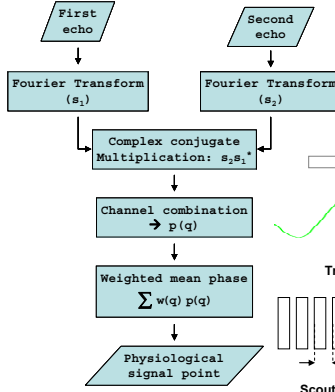 First
echo
Second
echo
Fourier Transform
(s1)
Fourier Transform
(s2)
Complex conjugate
Multiplication: s2s1*
Channel combination
→ p(q)
Weighted mean phase
∑ w(q) p(q)
Physiological
signal point
Tr
Scout